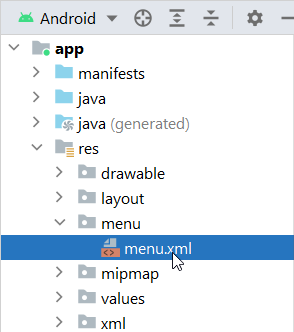 Android
app
manifests
java
java (generated)
res
drawable
layout
menu
menu.xml
mipmap
values
xml